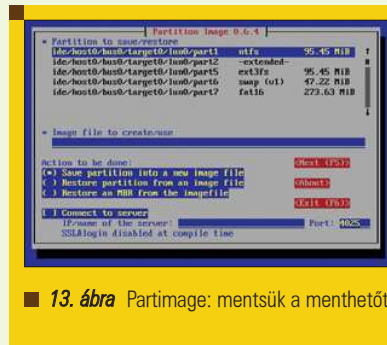 Partition Image 0.6.4
* Partition to save/restore
ide/host0/bus0/target0/lun0/part1 ntfs 95.45 MiB
ide/host0/bus0/target0/lun0/part2 -extended-
ide/host0/bus0/target0/lun0/part5 ext3fs 95.45 MiB
ide/host0/bus0/target0/lun0/part6 swap (v1) 47.22 MiB
ide/host0/bus0/target0/lun0/part7 fat16 273.63 MiB
* Image file to create/use
Action to be done: <Next (F5)>
(*) Save partition into a new image file
( ) Restore partition from an image file <About>
( ) Restore an MBR from the imagefile
<Exit (F6)>
[ ] Connect to server
IP/name of the server: Port: 4025
SSL&login disabled at compile time
13. ábra Partimage: mentsük a menthetőt